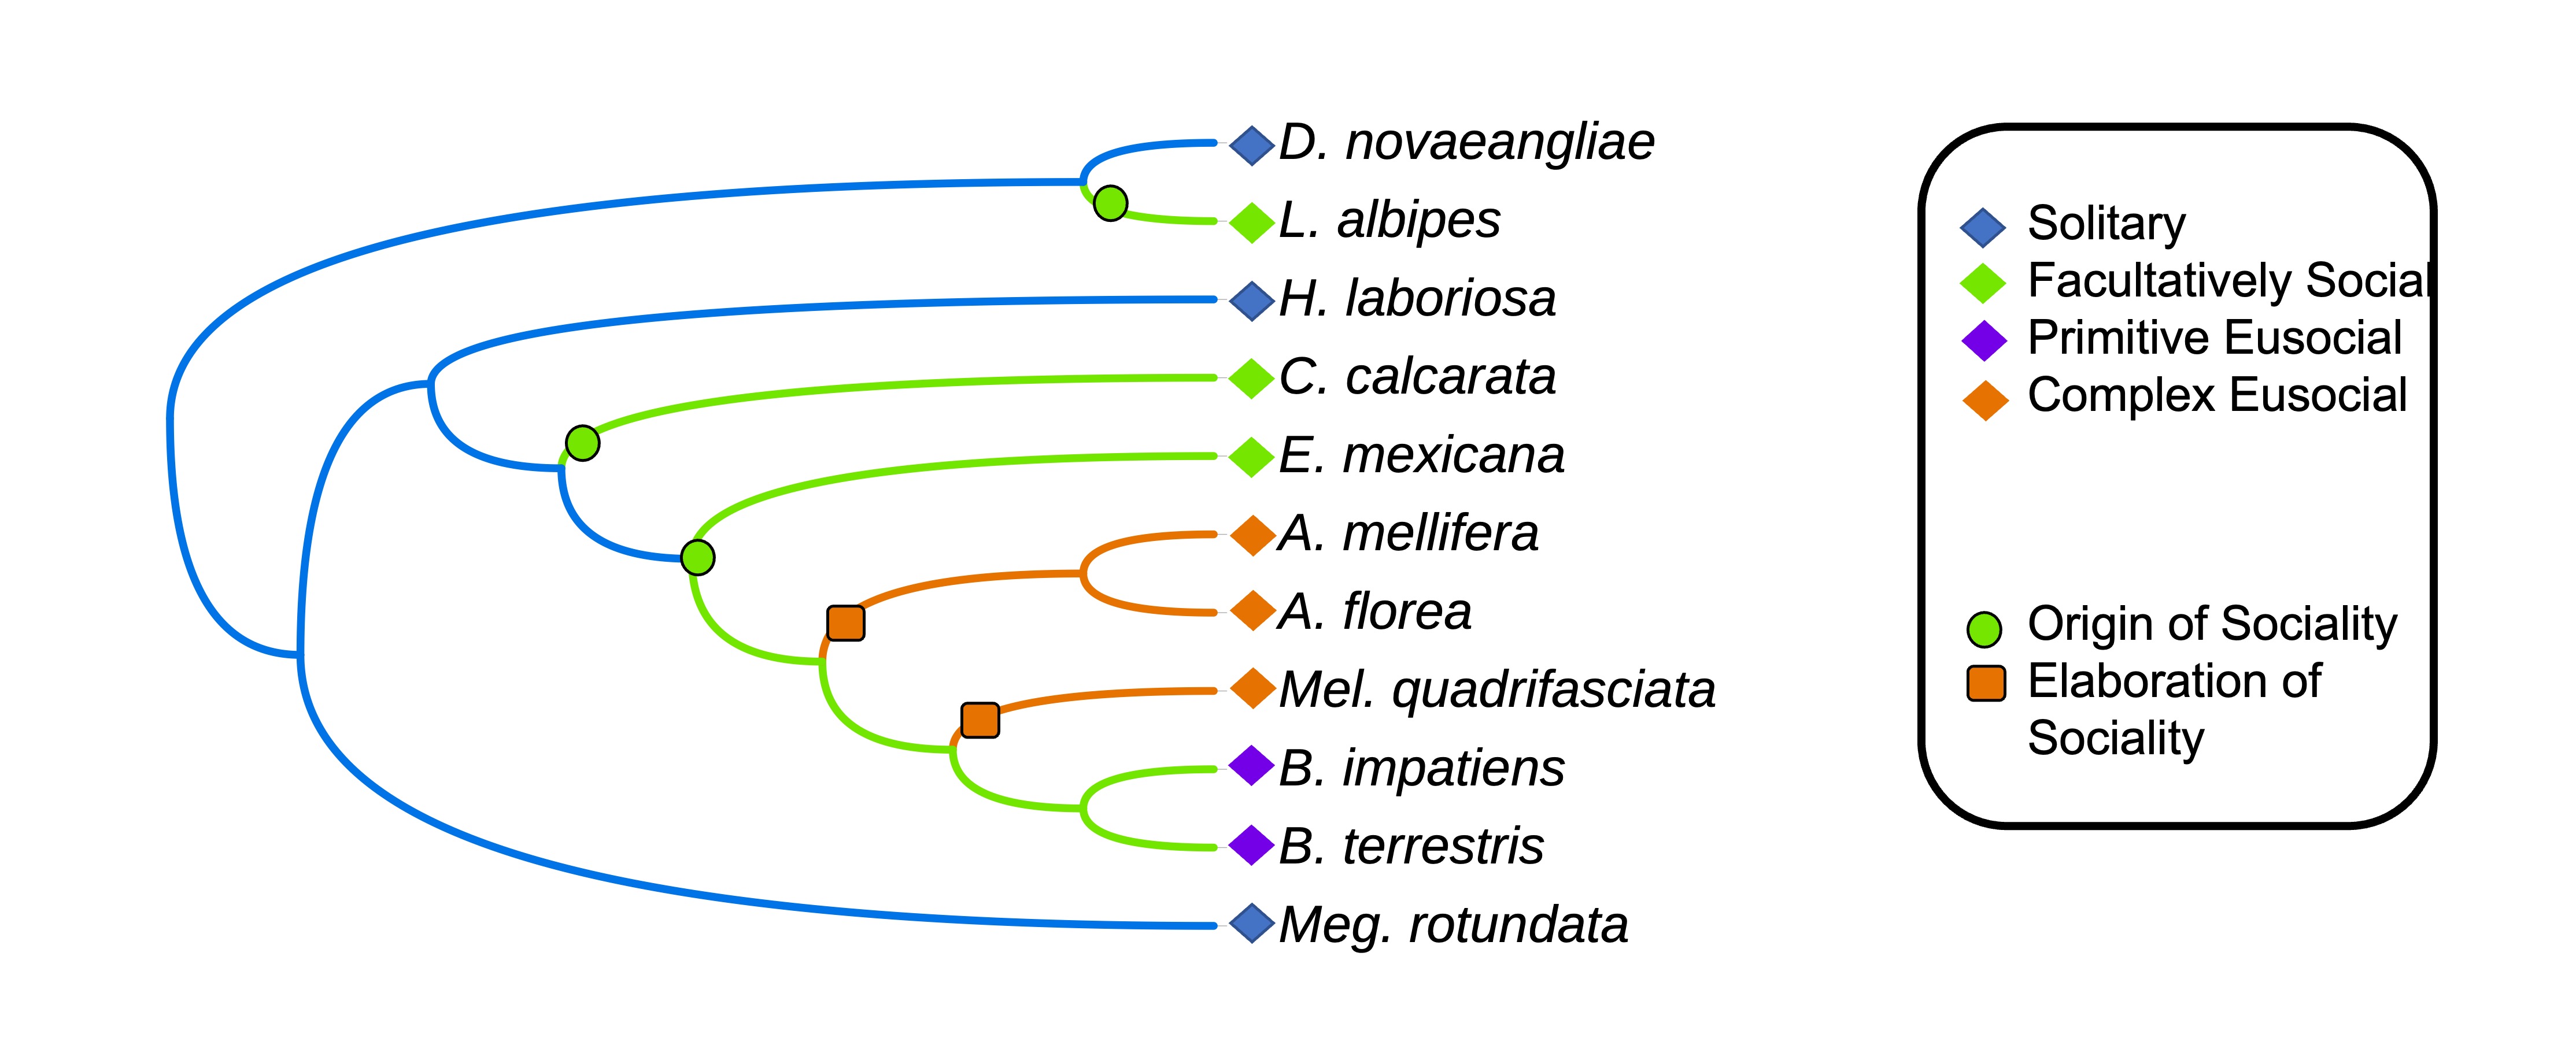 D. novaeangliae
L. albipes
H. laboriosa
C. calcarata
E. mexicana
A. mellifera
A. florea
Mel. quadrifasciata
B. impatiens
B. terrestris
Meg. rotundata
Solitary
Facultatively Social
Primitive Eusocial
Complex Eusocial
Origin of Sociality
Elaboration of
Sociality